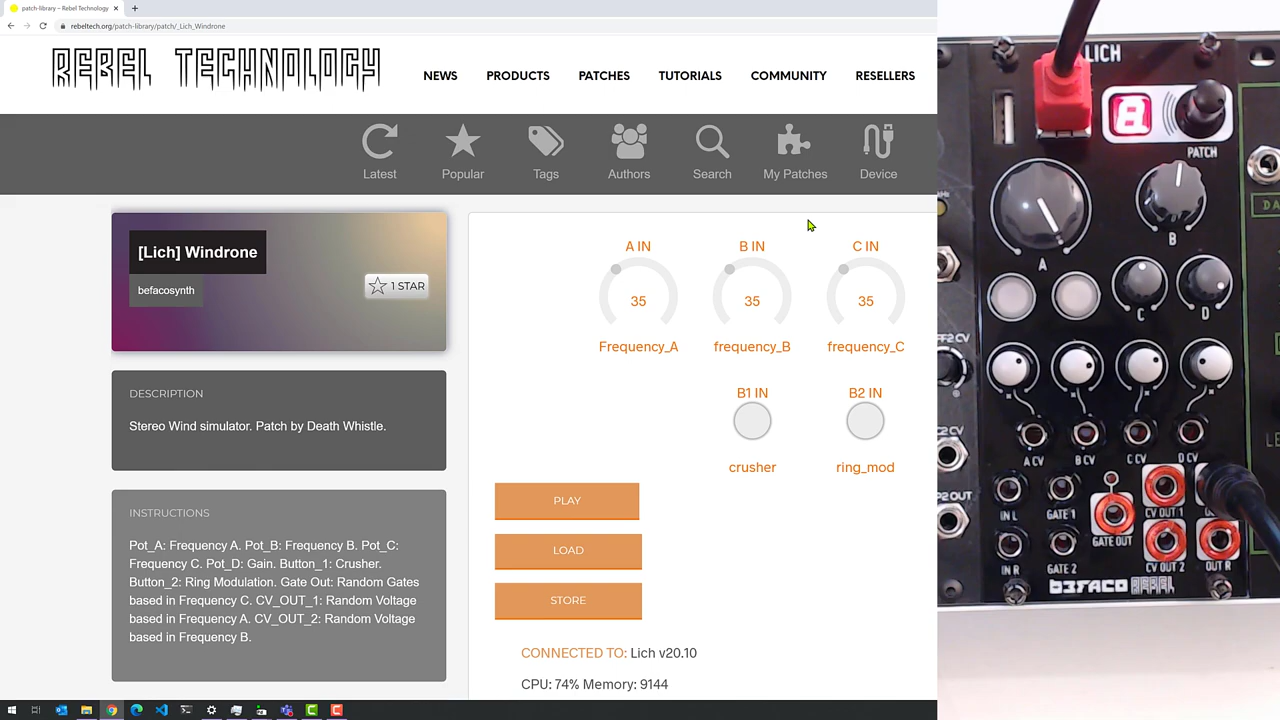 patch-library – Rebel Technology
rebeltech.org/patch-library/patch/_Lich_Windrone
REBEL TECHNOLOGY
NEWS PRODUCTS PATCHES TUTORIALS COMMUNITY RESELLERS
Latest Popular Tags Authors Search My Patches Device
[Lich] Windrone
befacosynth
1 STAR
DESCRIPTION
Stereo Wind simulator. Patch by Death Whistle.
INSTRUCTIONS
Pot_A: Frequency A. Pot_B: Frequency B. Pot_C:
Frequency C. Pot_D: Gain. Button_1: Crusher.
Button_2: Ring Modulation. Gate Out: Random Gates
based in Frequency C. CV_OUT_1: Random Voltage
based in Frequency A. CV_OUT_2: Random Voltage
based in Frequency B.
A IN B IN C IN
35 35 35
Frequency_A frequency_B frequency_C
B1 IN B2 IN
crusher ring_mod
PLAY
LOAD
STORE
CONNECTED TO: Lich v20.10
CPU: 74% Memory: 9144
LICH
8
PATCH
A
B
C D
A CV B CV C CV D CV
IN L GATE 1 CV OUT 1
GATE OUT
IN R GATE 2 CV OUT 2 OUT R
BEFACO REBEL